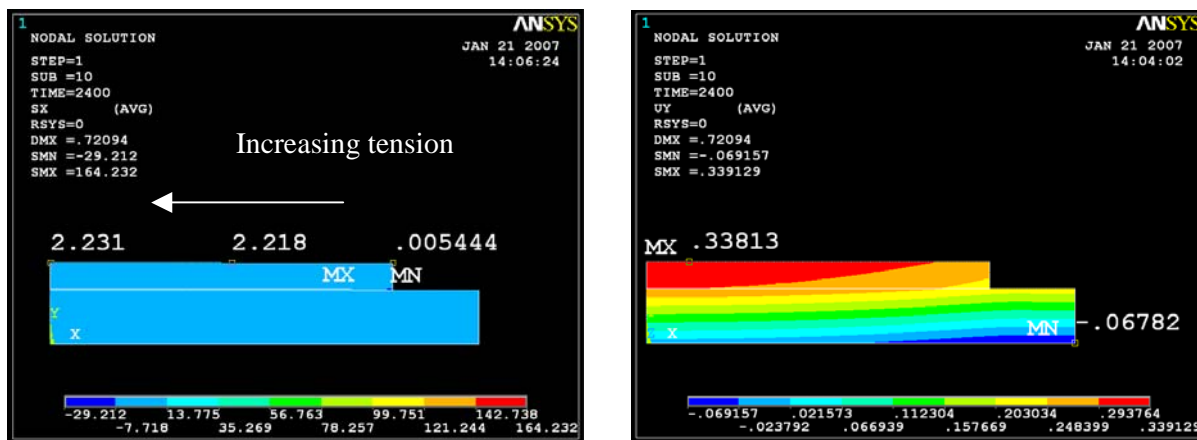 1
ANSYS
NODAL SOLUTION
JAN 21 2007
14:06:24
STEP=1
SUB =10
TIME=2400
SX (AVG)
RSYS=0
DMX =.72094
SMN =-29.212
SMX =164.232
Increasing tension
2.231 2.218 .005444
MX MN
Y
X
-29.212 13.775 56.763 99.751 142.738
-7.718 35.269 78.257 121.244 164.232
1
ANSYS
NODAL SOLUTION
JAN 21 2007
14:04:02
STEP=1
SUB =10
TIME=2400
UY (AVG)
RSYS=0
DMX =.72094
SMN =-.069157
SMX =.339129
MX .33813
MN -.06782
X
-.069157 .021573 .112304 .203034 .293764
-.023792 .066939 .157669 .248399 .339129